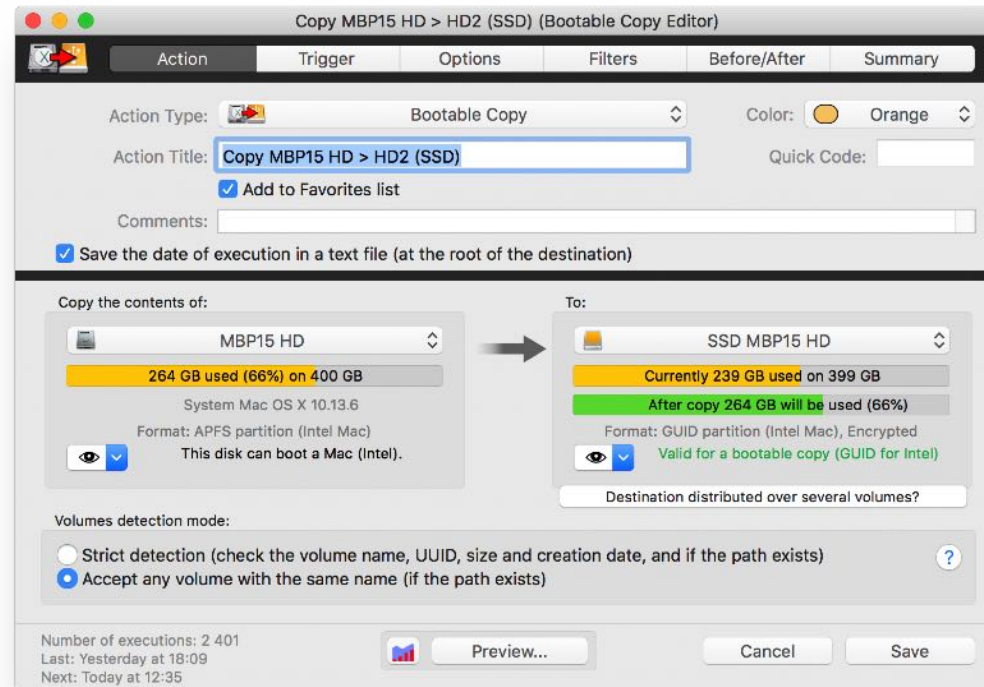 Copy MBP15 HD > HD2 (SSD) (Bootable Copy Editor)
Action Trigger Options Filters Before/After Summary
Action Type: Bootable Copy Color: Orange
Action Title: Copy MBP15 HD > HD2 (SSD) Quick Code:
Add to Favorites list
Comments:
Save the date of execution in a text file (at the root of the destination)
Copy the contents of: To:
MBP15 HD SSD MBP15 HD
264 GB used (66%) on 400 GB Currently 239 GB used on 399 GB
System Mac OS X 10.13.6 After copy 264 GB will be used (66%)
Format: APFS partition (Intel Mac) Format: GUID partition (Intel Mac), Encrypted
This disk can boot a Mac (Intel). Valid for a bootable copy (GUID for Intel)
Destination distributed over several volumes?
Volumes detection mode:
Strict detection (check the volume name, UUID, size and creation date, and if the path exists) ?
Accept any volume with the same name (if the path exists)
Number of executions: 2 401
Last: Yesterday at 18:09 Preview... Cancel Save
Next: Today at 12:35